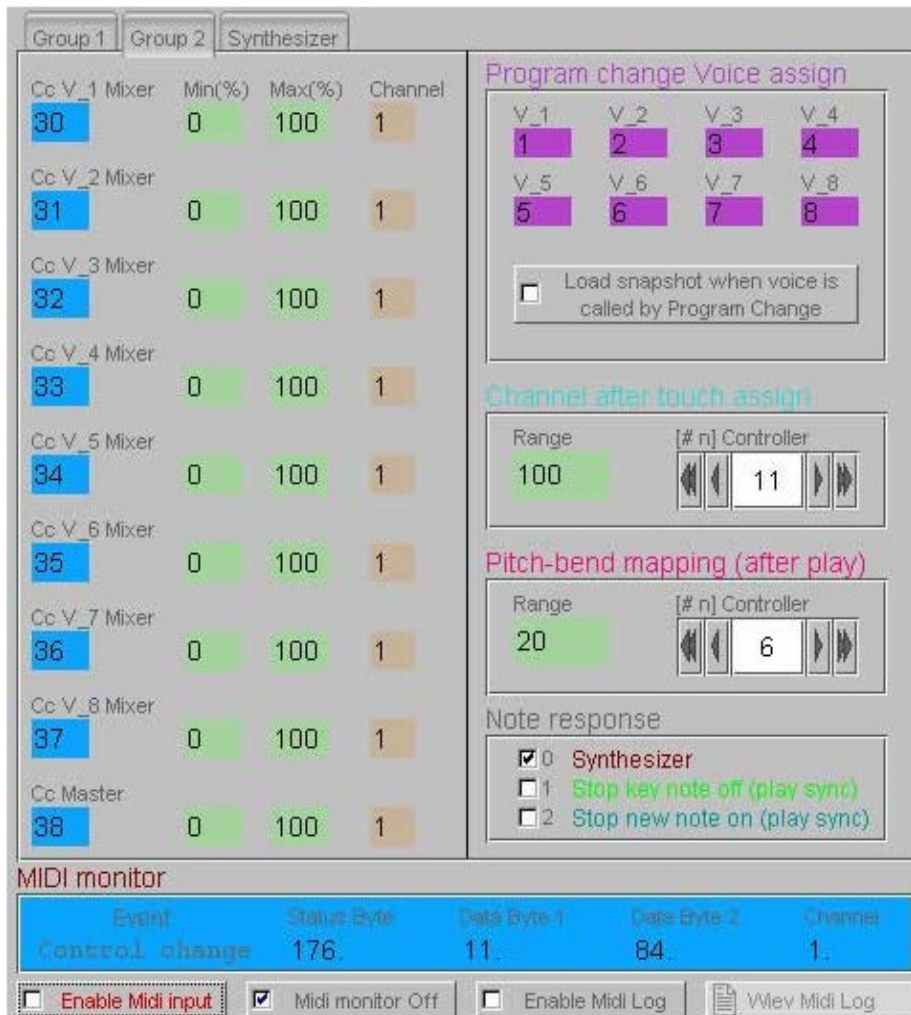 Group 1 Group 2 Synthesizer
Cc V_1 Mixer Min(%) Max(%) Channel
30 0 100 1
Cc V_2 Mixer
31 0 100 1
Cc V_3 Mixer
32 0 100 1
Cc V_4 Mixer
33 0 100 1
Cc V_5 Mixer
34 0 100 1
Cc V_6 Mixer
35 0 100 1
Cc V_7 Mixer
36 0 100 1
Cc V_8 Mixer
37 0 100 1
Cc Master
38 0 100 1
Program change Voice assign
V_1 V_2 V_3 V_4
1 2 3 4
V_5 V_6 V_7 V_8
5 6 7 8
Load snapshot when voice is
called by Program Change
Channel after touch assign
Range [# n] Controller
100 11
Pitch-bend mapping (after play)
Range [# n] Controller
20 6
Note response
0 Synthesizer
1 Stop key note off (play sync)
2 Stop new note on (play sync)
MIDI monitor
Event Status Byte Data Byte 1 Data Byte 2 Channel
Control change 176. 11. 84. 1.
Enable Midi input Midi monitor Off Enable Midi Log Wiev Midi Log